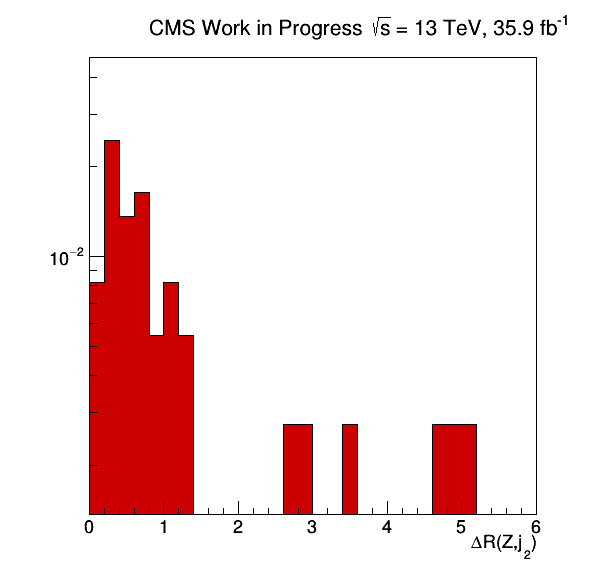 CMS Work in Progress √s = 13 TeV, 35.9 fb⁻¹
10⁻²
0 1 2 3 4 5 6
ΔR(Z,j₂)